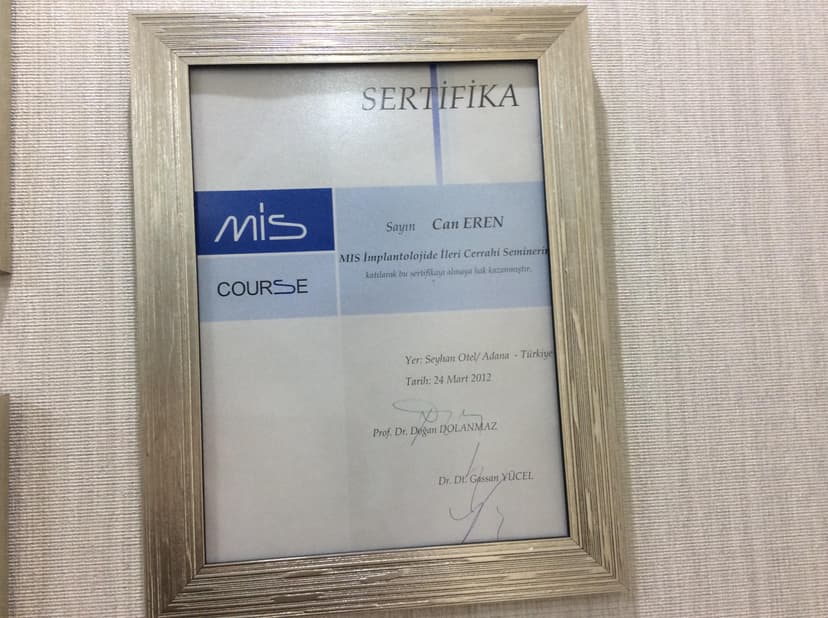 SERTİFİKA
mis
COURSE
Sayın Can EREN
MIS İmplantolojide İleri Cerrahi Seminerin
katılarak bu sertifikayı almaya hak kazanmıştır.
Yer: Seyhan Otel/ Adana - Türkiye
Tarih: 24 Mart 2012
Prof. Dr. Doğan DOLANMAZ
Dr. Dt. Gassan YÜCEL